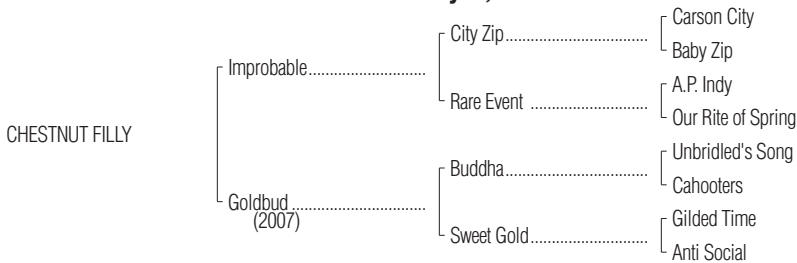 Carson City
City Zip
Baby Zip
Improbable
A.P. Indy
Rare Event
Our Rite of Spring
CHESTNUT FILLY
Unbridled's Song
Buddha
Cahooters
Goldbud
(2007)
Gilded Time
Sweet Gold
Anti Social